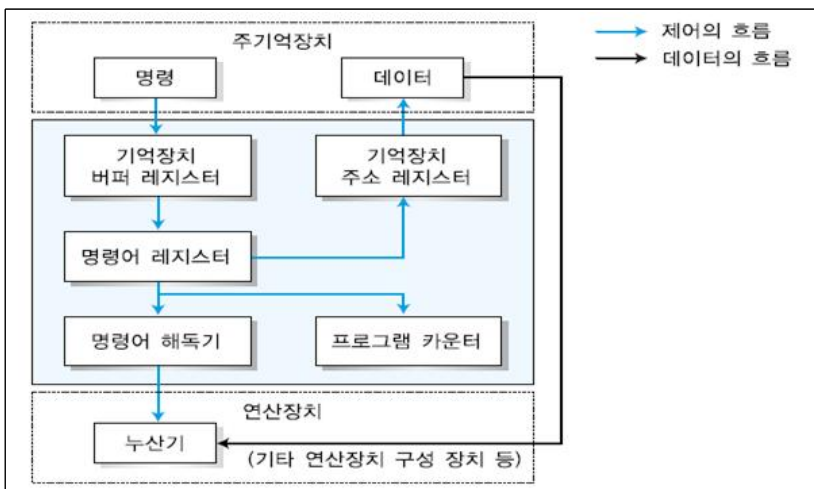 주기억장치
제어의 흐름
데이터의 흐름
명령
데이터
기억장치
버퍼 레지스터
기억장치
주소 레지스터
명령어 레지스터
명령어 해독기
프로그램 카운터
연산장치
누산기
(기타 연산장치 구성 장치 등)